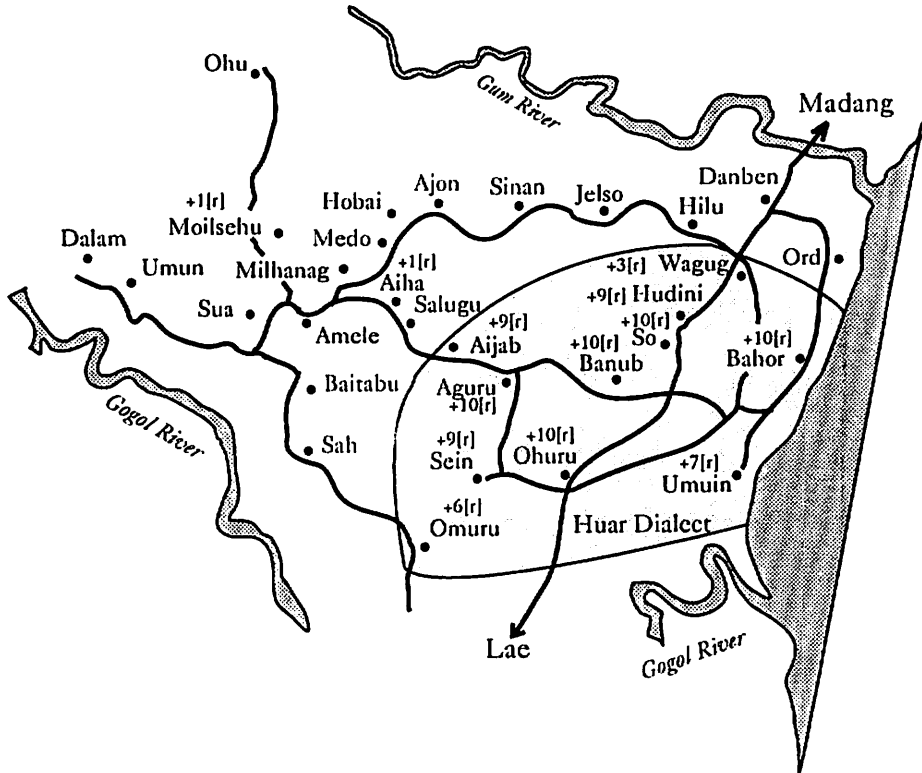 Ohu
Gum River
Madang
Danben
Ajon
Sinan
Jelso
Hobai
+1[r]
Moilsehu
Hilu
Medo
Dalam
Umun
Milhanag
+1[r]
Aiha
+3[r] Wagug
Ord
+9[r] Hudini
Sua
Salugu
Amele
+9[r]
Aijab
+10[r]
So
+10[r]
Banub
+10[r]
Bahor
Baitabu
Aguru
+10[r]
Gogol River
Sah
+9[r]
Sein
+10[r]
Ohuru
+7[r]
Umuin
+6[r]
Omuru
Huar Dialect
Lae
Gogol River